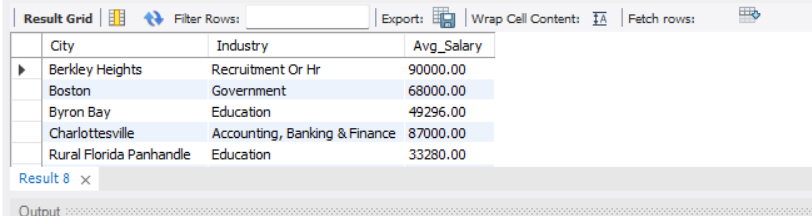 Result Grid Filter Rows: Export: Wrap Cell Content: IA Fetch rows:
City Industry Avg_Salary
Berkley Heights Recruitment Or Hr 90000.00
Boston Government 68000.00
Byron Bay Education 49296.00
Charlottesville Accounting, Banking & Finance 87000.00
Rural Florida Panhandle Education 33280.00
Result 8 ×
Output